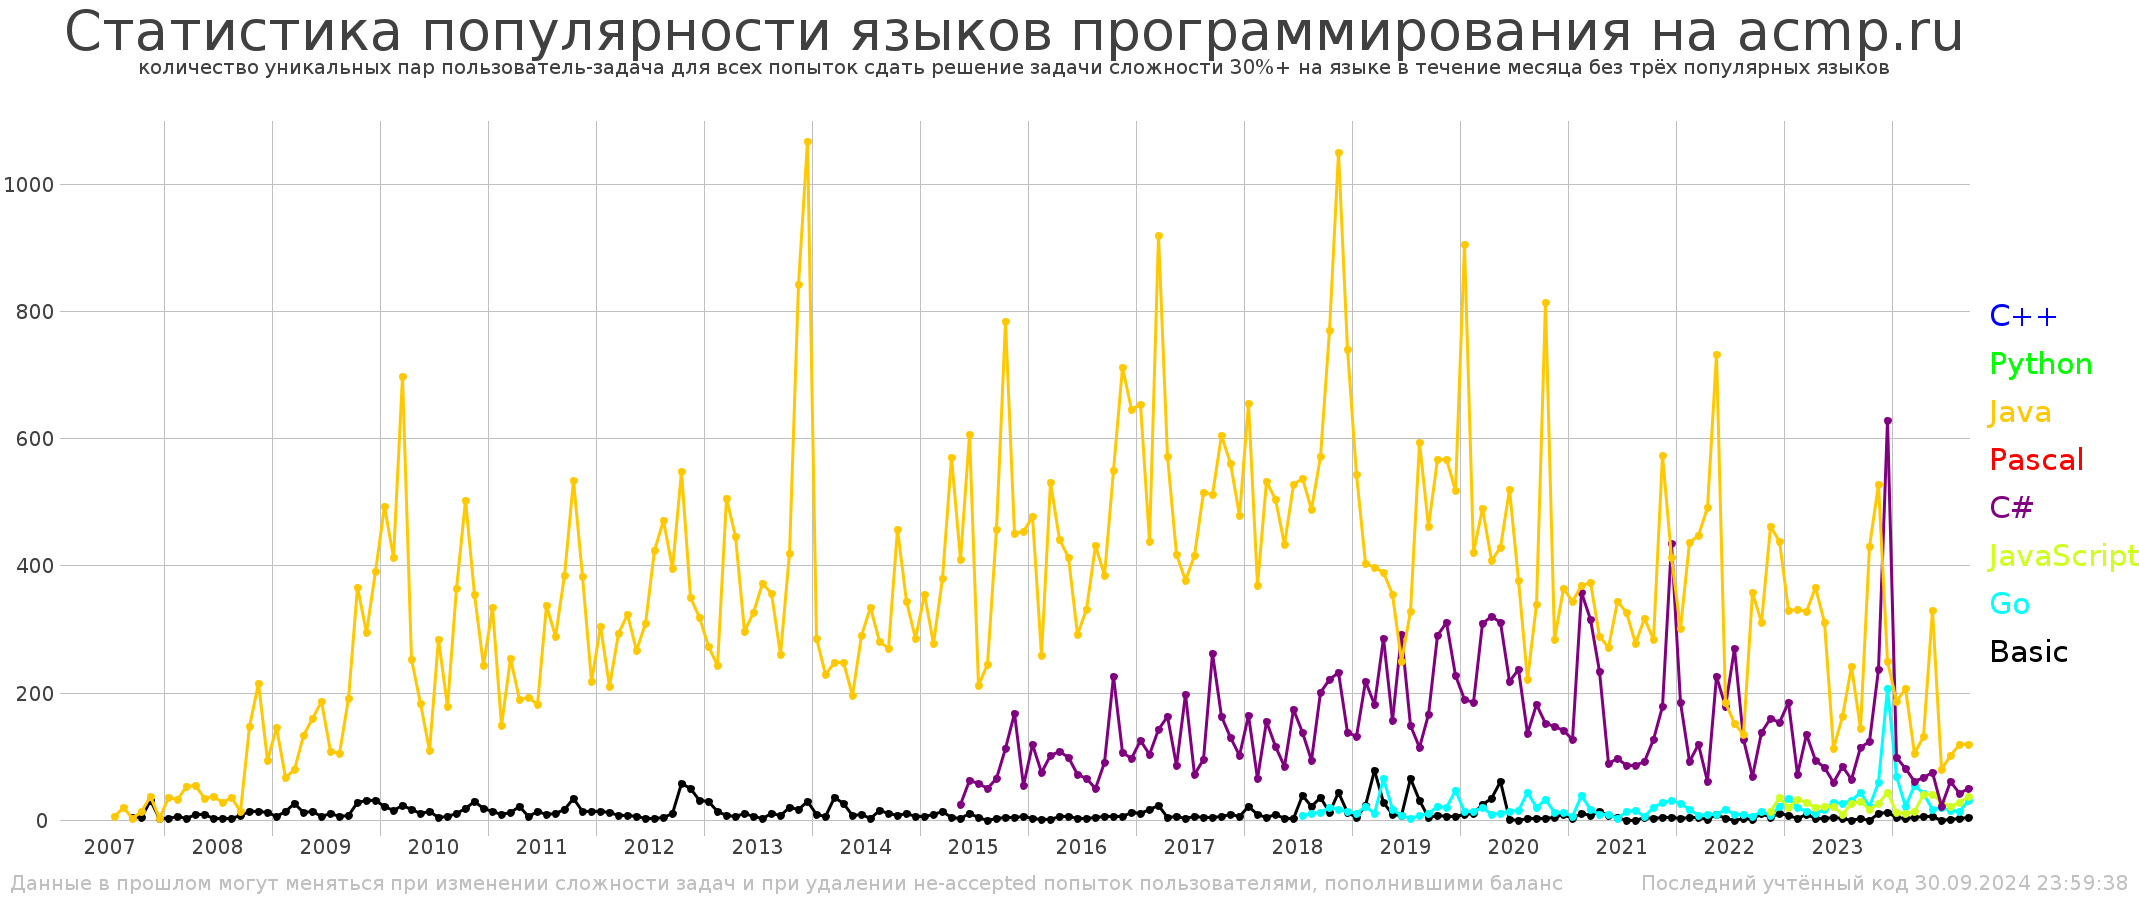 Статистика популярности языков программирования на acmp.ru
количество уникальных пар пользователь-задача для всех попыток сдать решение задачи сложности 30%+ на языке в течение месяца без трёх популярных языков
1000
800
600
400
200
0
C++
Python
Java
Pascal
C#
JavaScript
Go
Basic
2007 2008 2009 2010 2011 2012 2013 2014 2015 2016 2017 2018 2019 2020 2021 2022 2023
Данные в прошлом могут меняться при изменении сложности задач и при удалении не-accepted попыток пользователями, пополнившими баланс
Последний учтённый код 30.09.2024 23:59:38